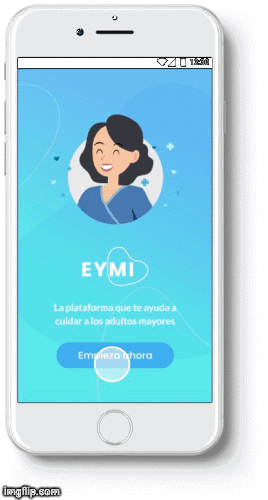 EYMI
La plataforma que te ayuda a
cuidar a los adultos mayores
Empieza ahora
imgflip.com